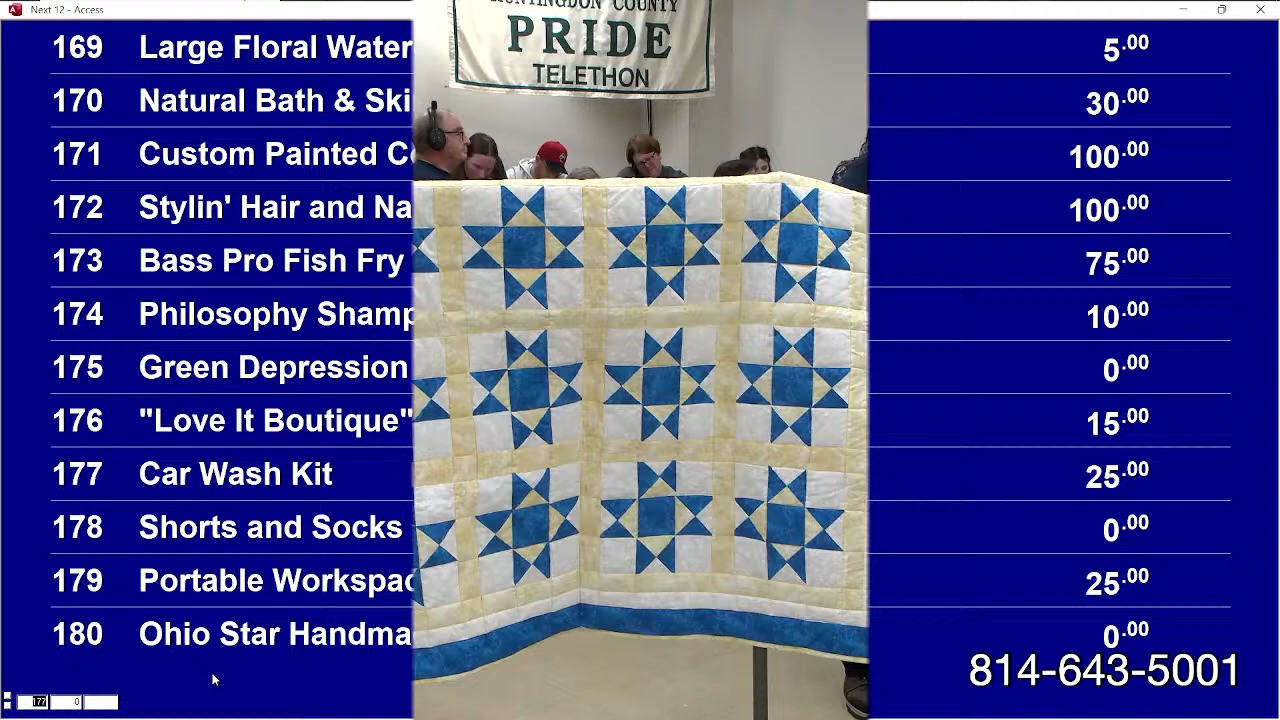 Next 12 - Access
HUNTINGDON COUNTY
PRIDE
TELETHON
169 Large Floral Water 5.00
170 Natural Bath & Ski 30.00
171 Custom Painted C 100.00
172 Stylin' Hair and Na 100.00
173 Bass Pro Fish Fry 75.00
174 Philosophy Shamp 10.00
175 Green Depression 0.00
176 "Love It Boutique" 15.00
177 Car Wash Kit 25.00
178 Shorts and Socks 0.00
179 Portable Workspac 25.00
180 Ohio Star Handma 0.00
814-643-5001
177 0